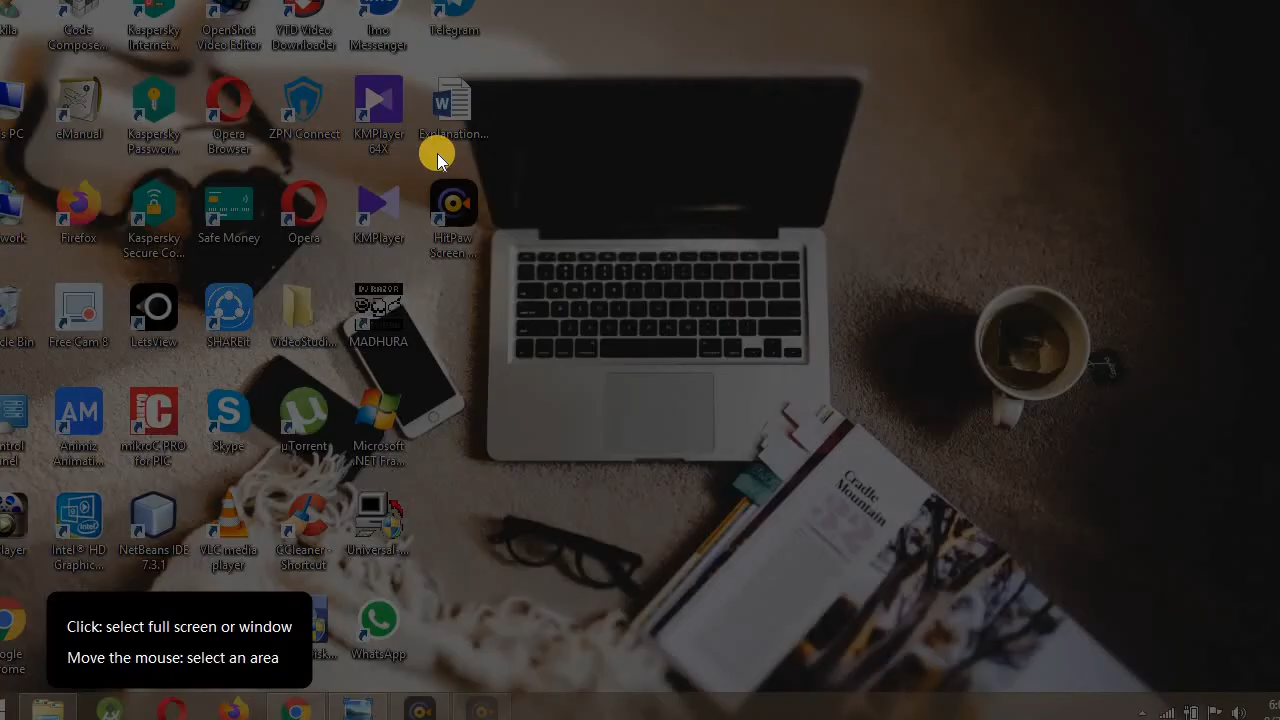 Code
Compose...
Kaspersky
Internet...
OpenShot
Video Editor
YTD Video
Downloader
Imo
Messenger
Telegram
eManual
Kaspersky
Passwor...
Opera
Browser
ZPN Connect
KMPlayer
64X
W
Explanation...
Firefox
Kaspersky
Secure Co...
Safe Money
Opera
KMPlayer
HitPaw
Screen ...
Free Cam 8
LetsView
SHAREit
VideoStudi...
DJ RAZOR
MADHURA
AM
Animiz
Animati...
mikroC PRO
for PIC
S
Skype
µTorrent
Microsoft
.NET Fra...
Cradle
Mountain
intel
Intel® HD
Graphic...
NetBeans IDE
7.3.1
VLC media
player
CCleaner -
Shortcut
Universal-...
WhatsApp
Click: select full screen or window
Move the mouse: select an area